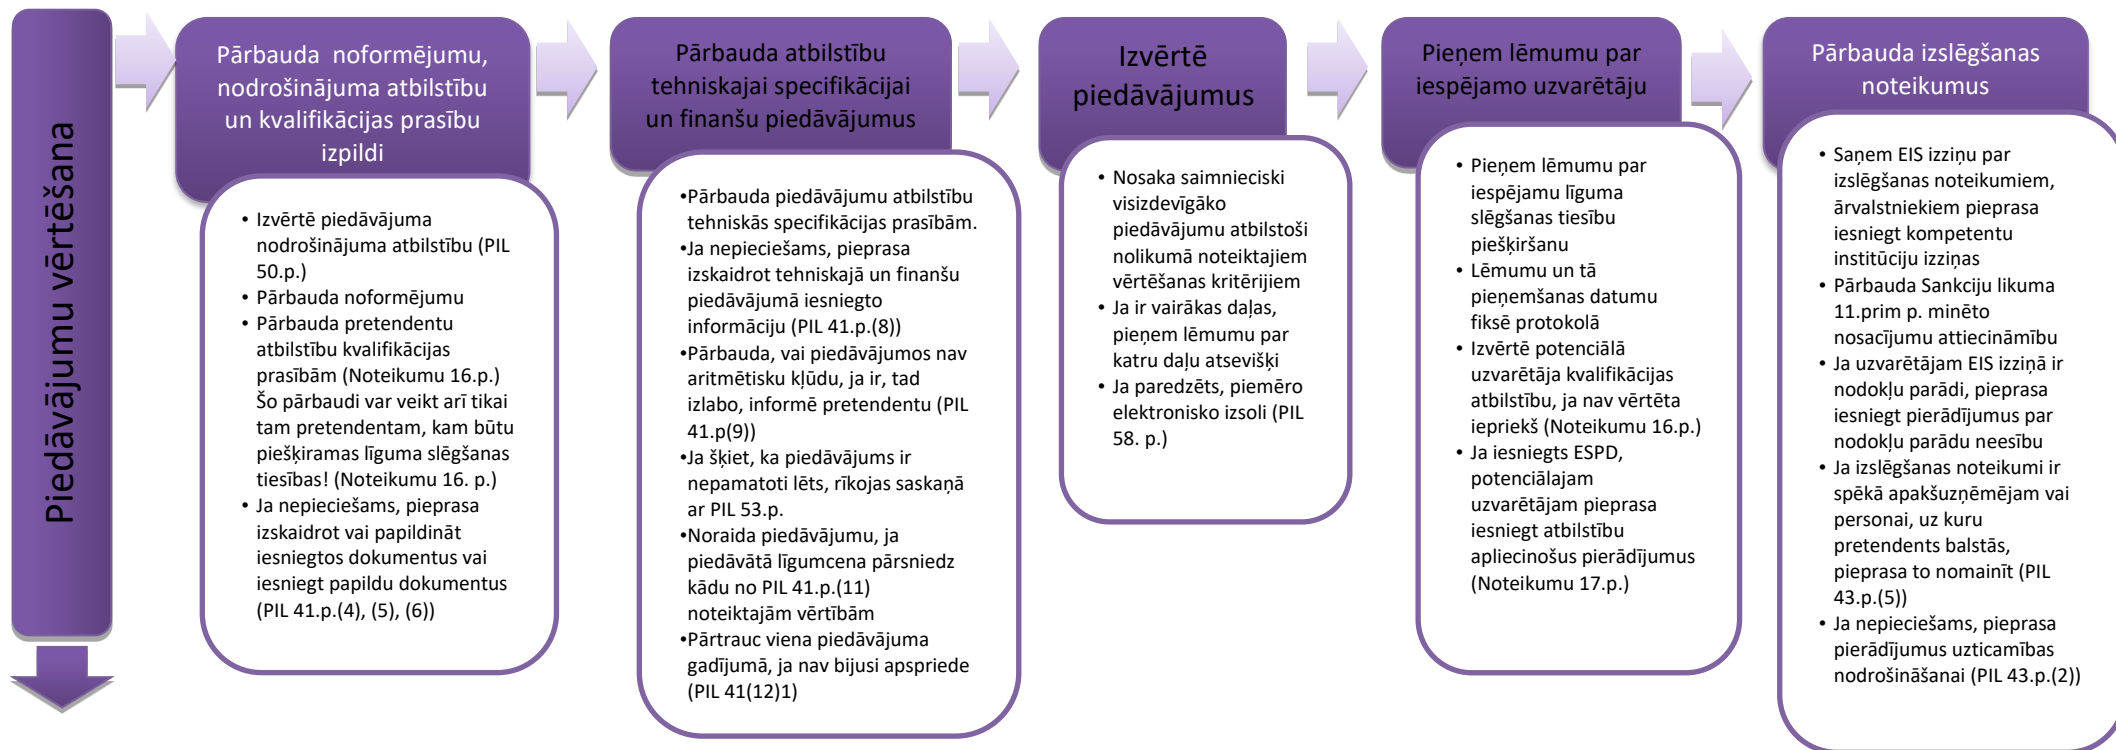 Piedāvājumu vērtēšana
Pārbauda noformējumu,
nodrošinājuma atbilstību
un kvalifikācijas prasību
izpildi
• Izvērtē piedāvājuma
nodrošinājuma atbilstību (PIL
50.p.)
• Pārbauda noformējumu
• Pārbauda pretendentu
atbilstību kvalifikācijas
prasībām (Noteikumu 16.p.)
Šo pārbaudi var veikt arī tikai
tam pretendentam, kam būtu
piešķiramas līguma slēgšanas
tiesības! (Noteikumu 16. p.)
• Ja nepieciešams, pieprasa
izskaidrot vai papildināt
iesniegtos dokumentus vai
iesniegt papildu dokumentus
(PIL 41.p.(4), (5), (6))
Pārbauda atbilstību
tehniskajai specifikācijai
un finanšu piedāvājumus
•Pārbauda piedāvājumu atbilstību
tehniskās specifikācijas prasībām.
•Ja nepieciešams, pieprasa
izskaidrot tehniskajā un finanšu
piedāvājumā iesniegto
informāciju (PIL 41.p.(8))
•Pārbauda, vai piedāvājumos nav
aritmētisku kļūdu, ja ir, tad
izlabo, informē pretendentu (PIL
41.p(9))
•Ja šķiet, ka piedāvājums ir
nepamatoti lēts, rīkojas saskaņā
ar PIL 53.p.
•Noraida piedāvājumu, ja
piedāvātā līgumcena pārsniedz
kādu no PIL 41.p.(11)
noteiktajām vērtībām
•Pārtrauc viena piedāvājuma
gadījumā, ja nav bijusi apspriede
(PIL 41(12)1)
Izvērtē
piedāvājumus
• Nosaka saimnieciski
visizdevīgāko
piedāvājumu atbilstoši
nolikumā noteiktajiem
vērtēšanas kritērijiem
• Ja ir vairākas daļas,
pieņem lēmumu par
katru daļu atsevišķi
• Ja paredzēts, piemēro
elektronisko izsoli (PIL
58. p.)
Pieņem lēmumu par
iespējamo uzvarētāju
• Pieņem lēmumu par
iespējamu līguma
slēgšanas tiesību
piešķiršanu
• Lēmumu un tā
pieņemšanas datumu
fiksē protokolā
• Izvērtē potenciālā
uzvarētāja kvalifikācijas
atbilstību, ja nav vērtēta
iepriekš (Noteikumu 16.p.)
• Ja iesniegts ESPD,
potenciālajam
uzvarētājam pieprasa
iesniegt atbilstību
apliecinošus pierādījumus
(Noteikumu 17.p.)
Pārbauda izslēgšanas
noteikumus
• Saņem EIS izziņu par
izslēgšanas noteikumiem,
ārvalstniekiem pieprasa
iesniegt kompetentu
institūciju izziņas
• Pārbauda Sankciju likuma
11.prim p. minēto
nosacījumu attiecināmību
• Ja uzvarētājam EIS izziņā ir
nodokļu parādi, pieprasa
iesniegt pierādījumus par
nodokļu parādu neesību
• Ja izslēgšanas noteikumi ir
spēkā apakšuzņēmējam vai
personai, uz kuru
pretendents balstās,
pieprasa to nomainīt (PIL
43.p.(5))
• Ja nepieciešams, pieprasa
pierādījumus uzticamības
nodrošināšanai (PIL 43.p.(2))